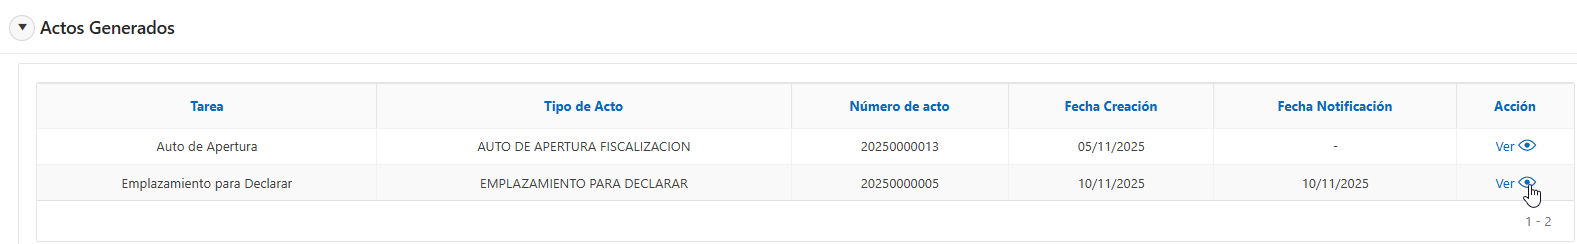 Actos Generados
Tarea Tipo de Acto Número de acto Fecha Creación Fecha Notificación Acción
Auto de Apertura AUTO DE APERTURA FISCALIZACION 20250000013 05/11/2025 - Ver
Emplazamiento para Declarar EMPLAZAMIENTO PARA DECLARAR 20250000005 10/11/2025 10/11/2025 Ver
1 - 2